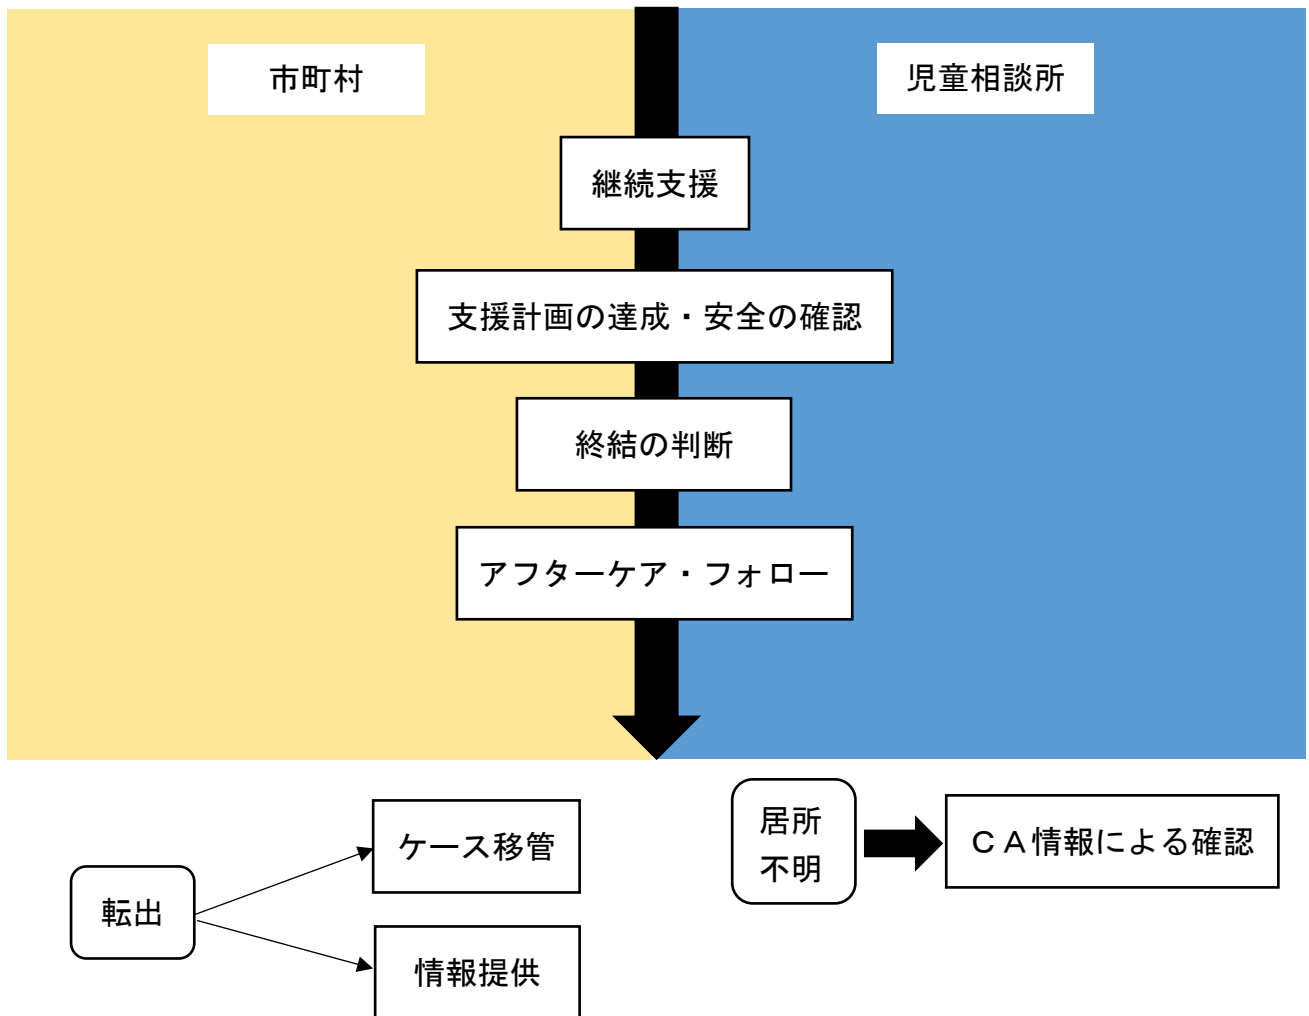 市町村
児童相談所
継続支援
支援計画の達成・安全の確認
終結の判断
アフターケア・フォロー
居所
不明
ＣＡ情報による確認
ケース移管
転出
情報提供